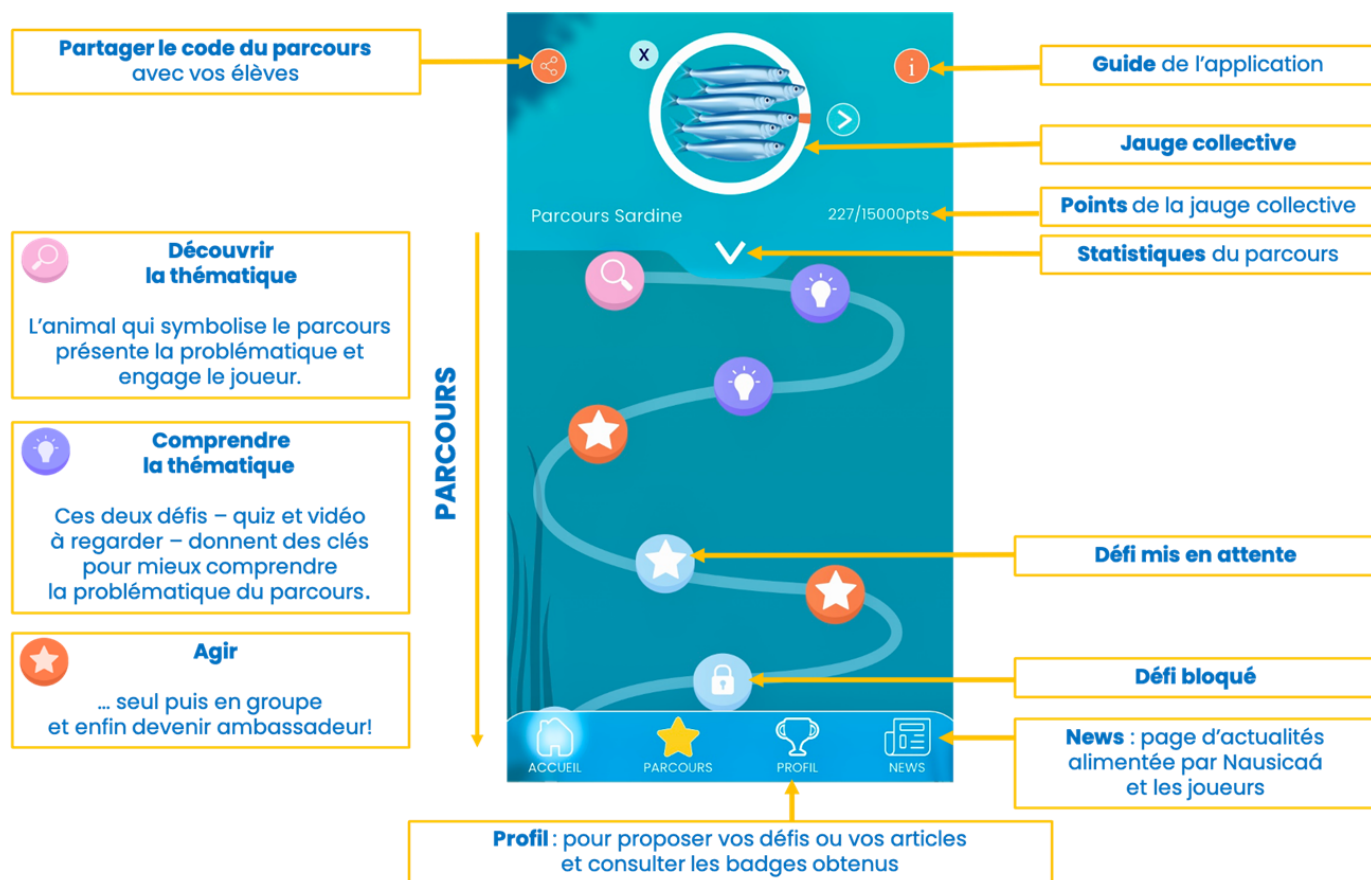 Partager le code du parcours
avec vos élèves
X
i
Guide de l'application
Jauge collective
Parcours Sardine
227/15000pts
Points de la jauge collective
Statistiques du parcours
Découvrir
la thématique
L'animal qui symbolise le parcours
présente la problématique et
engage le joueur.
PARCOURS
Comprendre
la thématique
Ces deux défis – quiz et vidéo
à regarder – donnent des clés
pour mieux comprendre
la problématique du parcours.
Défi mis en attente
Agir
... seul puis en groupe
et enfin devenir ambassadeur!
Défi bloqué
ACCUEIL
PARCOURS
PROFIL
NEWS
News : page d'actualités
alimentée par Nausicaá
et les joueurs
Profil : pour proposer vos défis ou vos articles
et consulter les badges obtenus